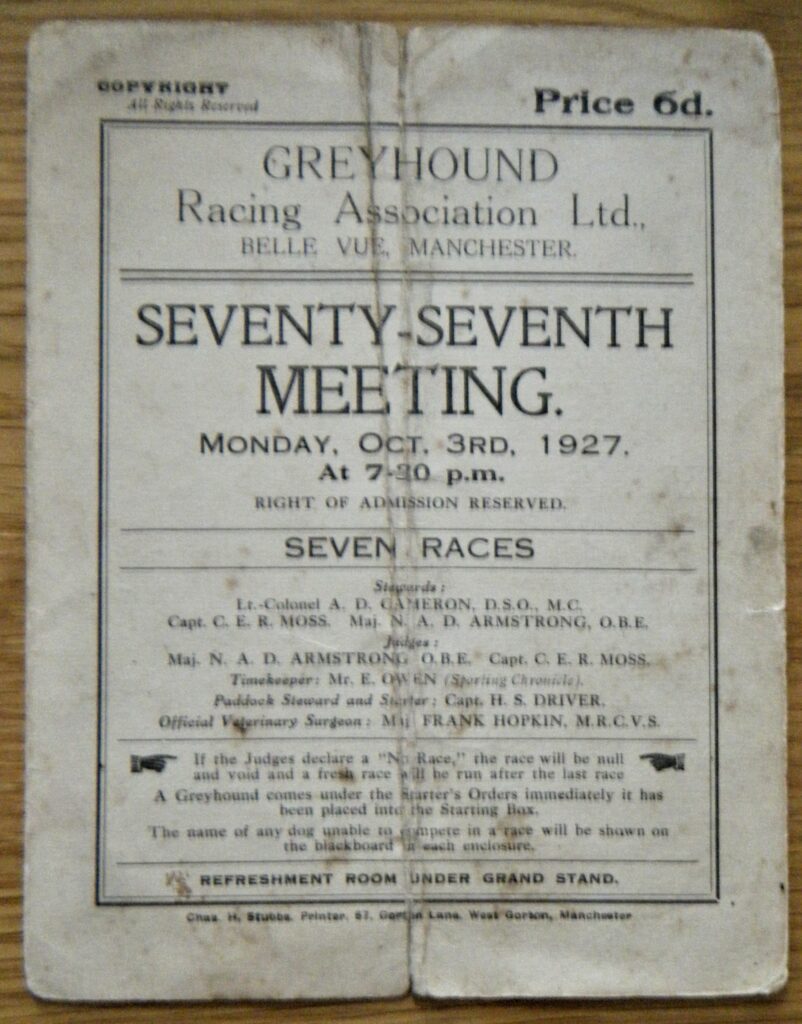 COPYRIGHT
All Rights Reserved
Price 6d.
GREYHOUND
Racing Association Ltd.,
BELLE VUE, MANCHESTER.
SEVENTY-SEVENTH
MEETING.
MONDAY, OCT. 3RD, 1927.
At 7-30 p.m.
RIGHT OF ADMISSION RESERVED.
SEVEN RACES
Stewards :
Lt.-Colonel A. D. CAMERON, D.S.O., M.C.
Capt. C. E. R. MOSS. Maj. N. A. D. ARMSTRONG, O.B.E.
Judges :
Maj. N. A. D. ARMSTRONG O.B.E. Capt. C. E. R. MOSS.
Timekeeper : Mr. E. OWEN (Sporting Chronicle).
Paddock Steward and Starter : Capt. H. S. DRIVER.
Official Veterinary Surgeon : Maj FRANK HOPKIN, M.R.C.V.S.
If the Judges declare a "No Race," the race will be null
and void and a fresh race will be run after the last race
A Greyhound comes under the Starter's Orders immediately it has
been placed into the Starting Box.
The name of any dog unable to compete in a race will be shown on
the blackboard in each enclosure.
REFRESHMENT ROOM UNDER GRAND STAND.
Chas. H. Stubbs, Printer, 67, Gorton Lane, West Gorton, Manchester